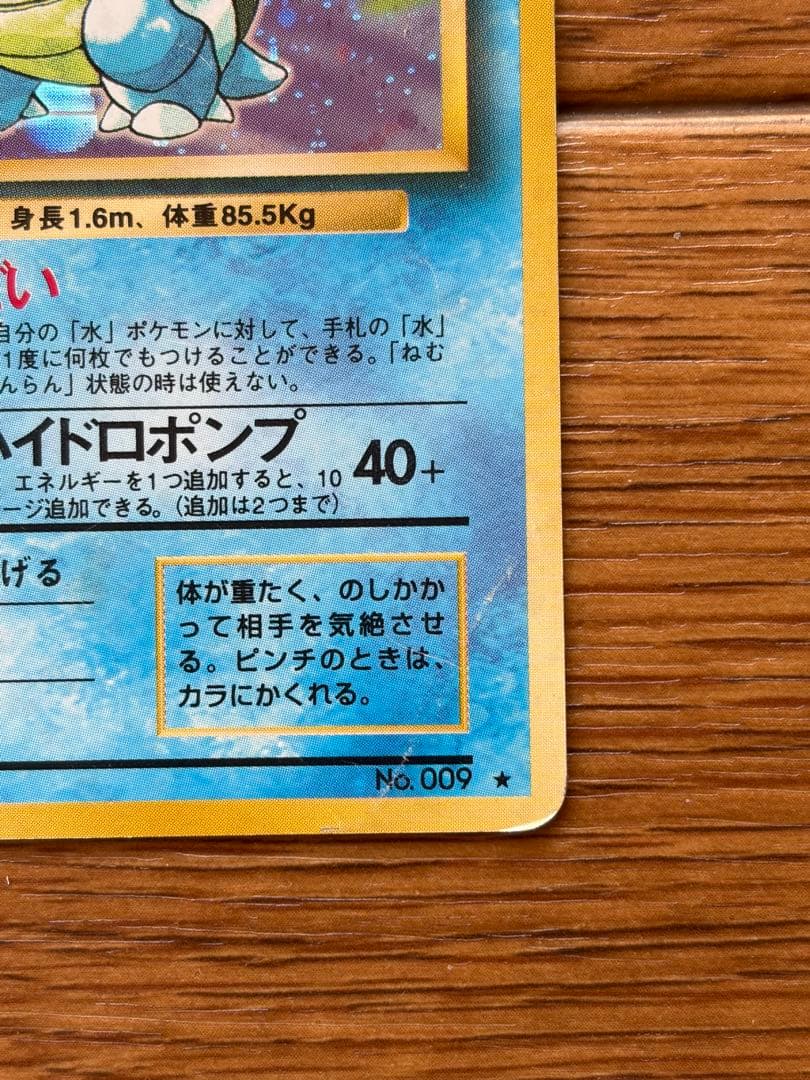 身長1.6m、体重85.5Kg
い
自分の「水」ポケモンに対して、手札の「水」
1度に何枚でもつけることができる。「ねむ
んらん」状態の時は使えない。
ハイドロポンプ 40+
エネルギーを1つ追加すると、10
ージ追加できる。(追加は2つまで)
げる
体が重たく、のしかか
って相手を気絶させ
る。ピンチのときは、
カラにかくれる。
No. 009 ★